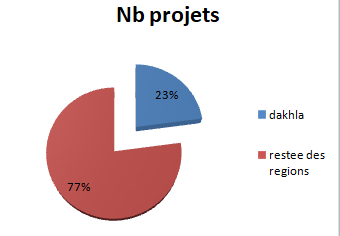 Nb projets
23%
77%
dakhla
restee des
regions